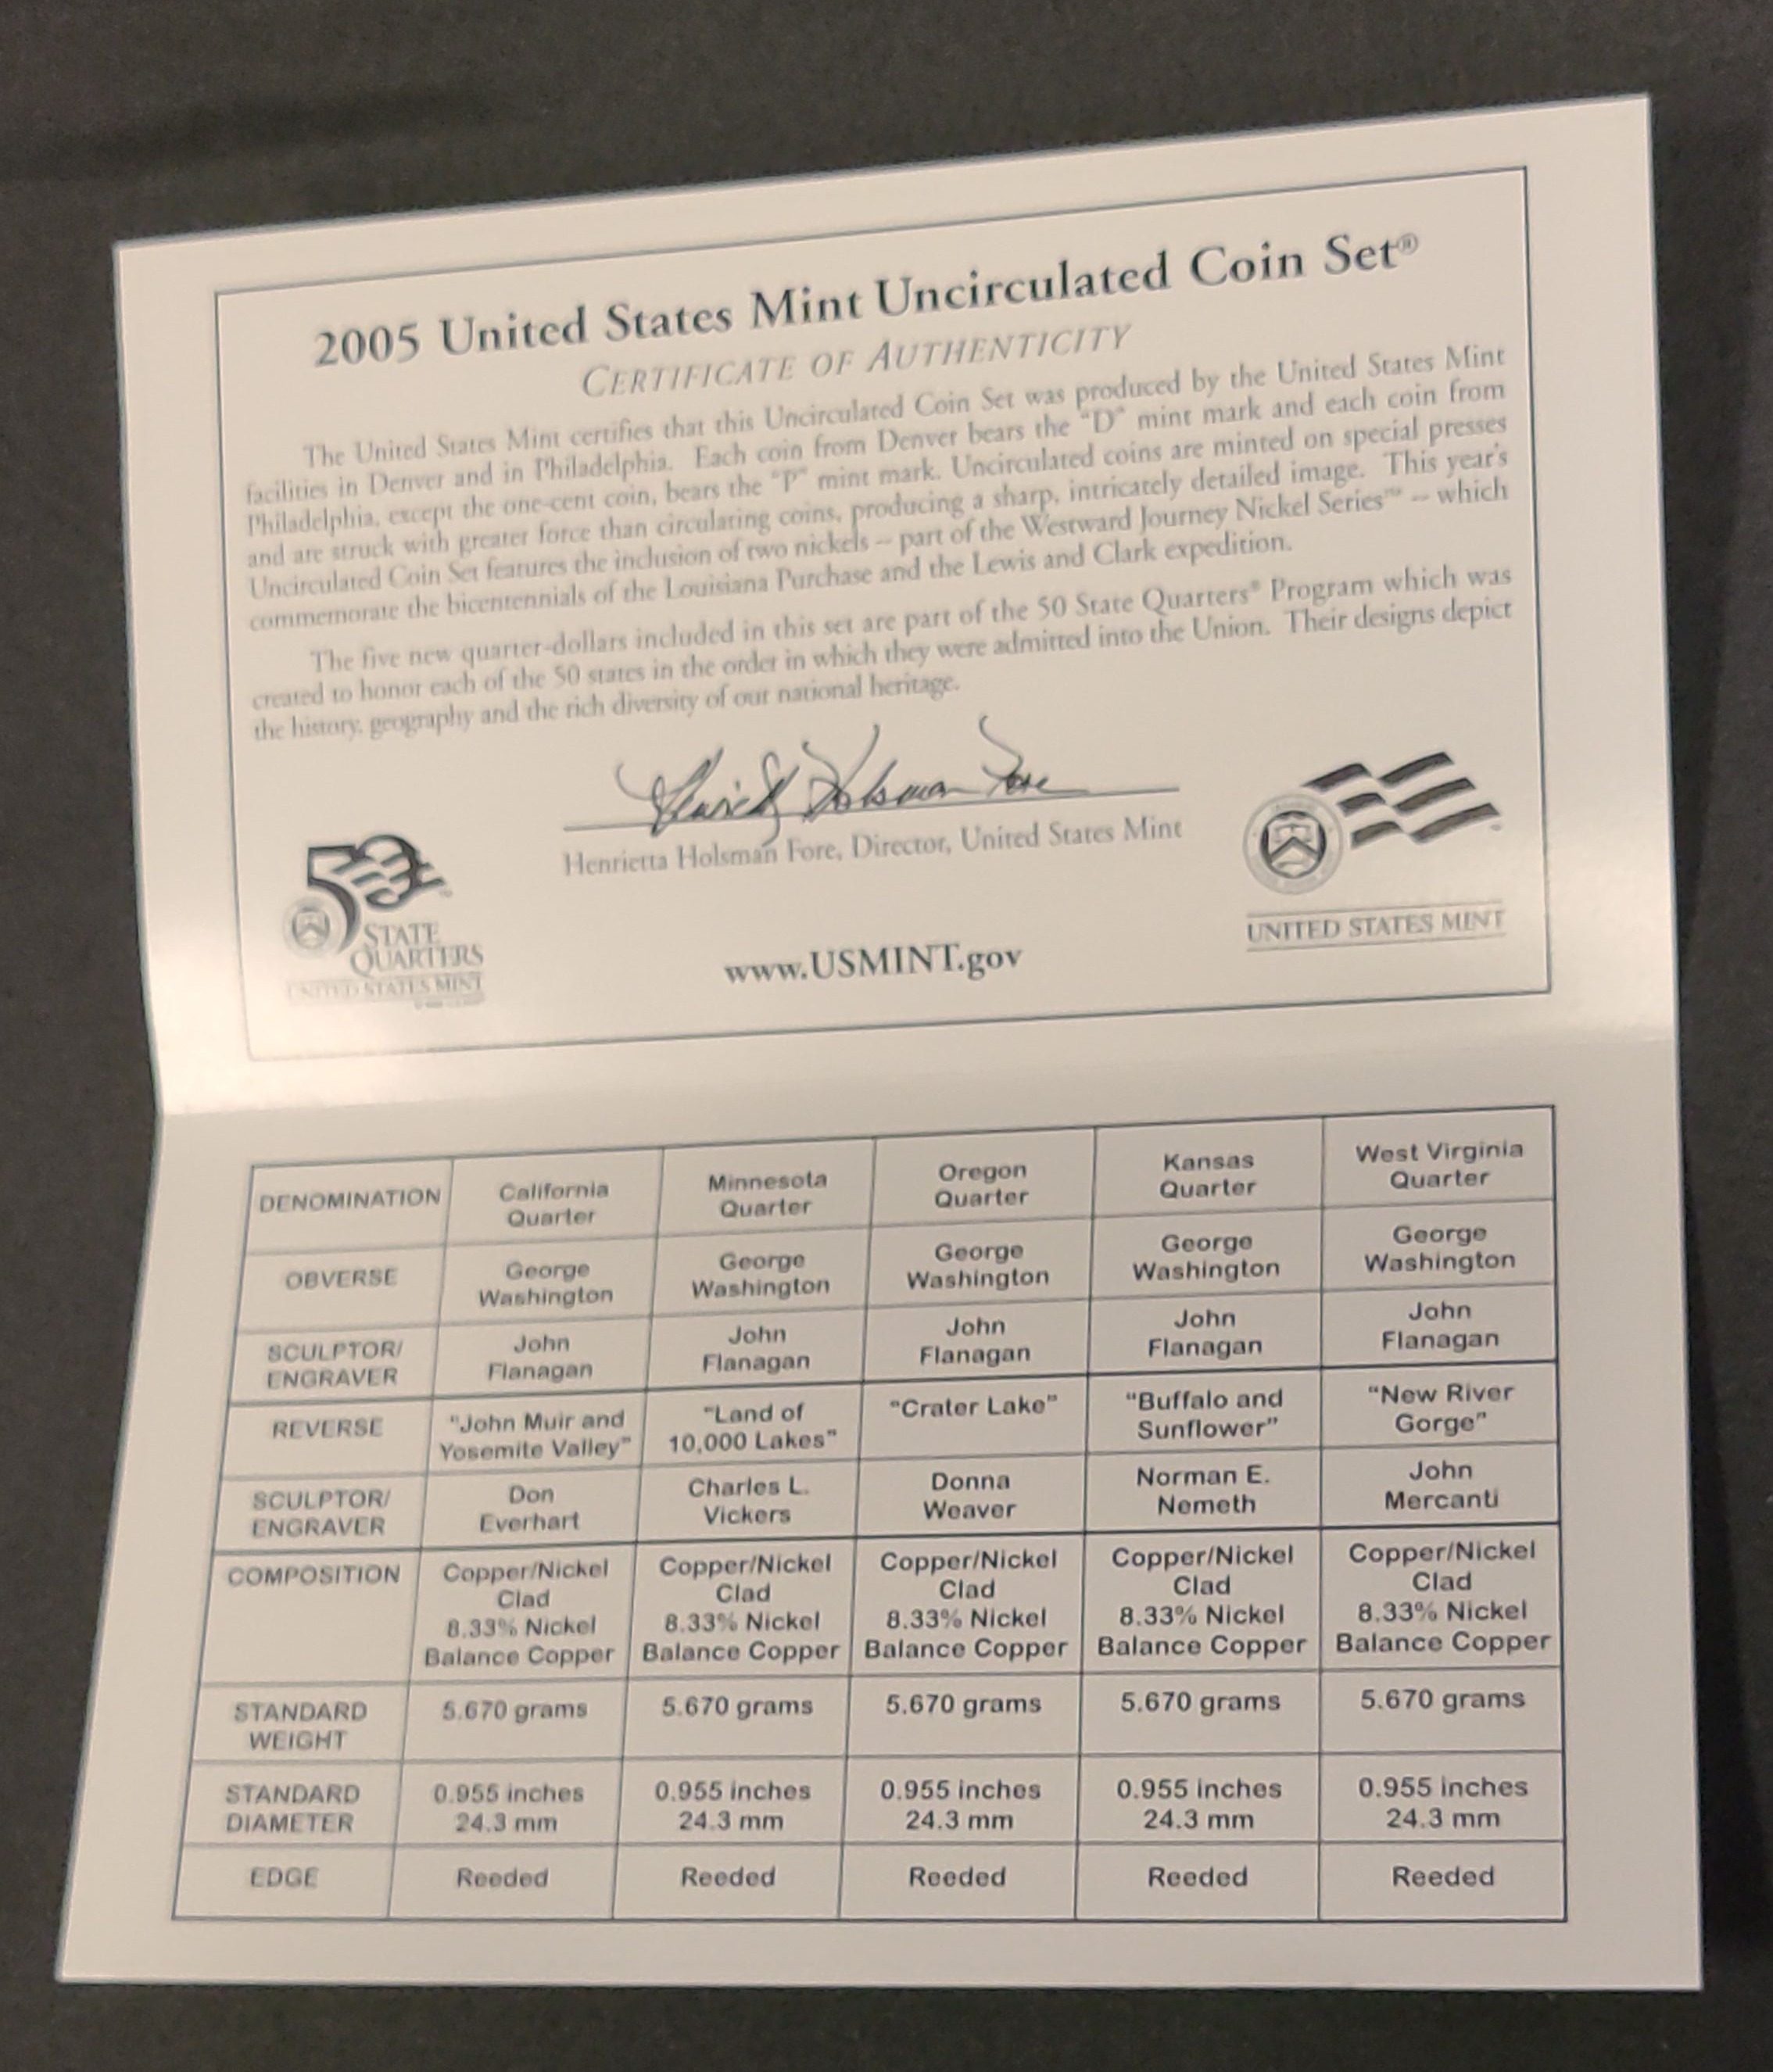 2005 United States Mint Uncirculated Coin Set®
CERTIFICATE OF AUTHENTICITY
The United States Mint certifies that this Uncirculated Coin Set was produced by the United States Mint
facilities in Denver and in Philadelphia. Each coin from Denver bears the "D" mint mark and each coin from
Philadelphia, except the one-cent coin, bears the "P" mint mark. Uncirculated coins are minted on special presses
and are struck with greater force than circulating coins, producing a sharp, intricately detailed image. This year's
Uncirculated Coin Set features the inclusion of two nickels – part of the Westward Journey Nickel Series™ – which
commemorate the bicentennials of the Louisiana Purchase and the Lewis and Clark expedition.
The five new quarter-dollars included in this set are part of the 50 State Quarters® Program which was
created to honor each of the 50 states in the order in which they were admitted into the Union. Their designs depict
the history, geography and the rich diversity of our national heritage.
Henrietta Holsman Fore
Henrietta Holsman Fore, Director, United States Mint
50
STATE
QUARTERS
UNITED STATES MINT
www.USMINT.gov
UNITED STATES MINT
DENOMINATION California Quarter Minnesota Quarter Oregon Quarter Kansas Quarter West Virginia Quarter
OBVERSE George Washington George Washington George Washington George Washington George Washington
SCULPTOR/ ENGRAVER John Flanagan John Flanagan John Flanagan John Flanagan John Flanagan
REVERSE "John Muir and Yosemite Valley" "Land of 10,000 Lakes" "Crater Lake" "Buffalo and Sunflower" "New River Gorge"
SCULPTOR/ ENGRAVER Don Everhart Charles L. Vickers Donna Weaver Norman E. Nemeth John Mercanti
COMPOSITION Copper/Nickel Clad 8.33% Nickel Balance Copper Copper/Nickel Clad 8.33% Nickel Balance Copper Copper/Nickel Clad 8.33% Nickel Balance Copper Copper/Nickel Clad 8.33% Nickel Balance Copper Copper/Nickel Clad 8.33% Nickel Balance Copper
STANDARD WEIGHT 5.670 grams 5.670 grams 5.670 grams 5.670 grams 5.670 grams
STANDARD DIAMETER 0.955 inches 24.3 mm 0.955 inches 24.3 mm 0.955 inches 24.3 mm 0.955 inches 24.3 mm 0.955 inches 24.3 mm
EDGE Reeded Reeded Reeded Reeded Reeded